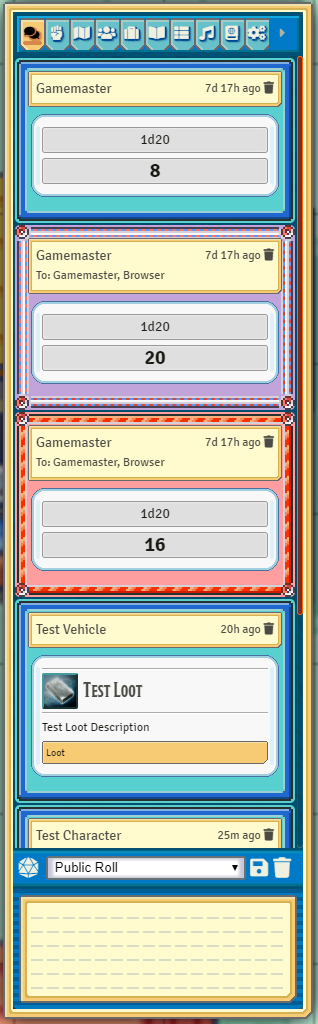 Gamemaster 7d 17h ago
1d20
8
Gamemaster 7d 17h ago
To: Gamemaster, Browser
1d20
20
Gamemaster 7d 17h ago
To: Gamemaster, Browser
1d20
16
Test Vehicle 20h ago
Test Loot
Test Loot Description
Loot
Test Character 25m ago
Public Roll